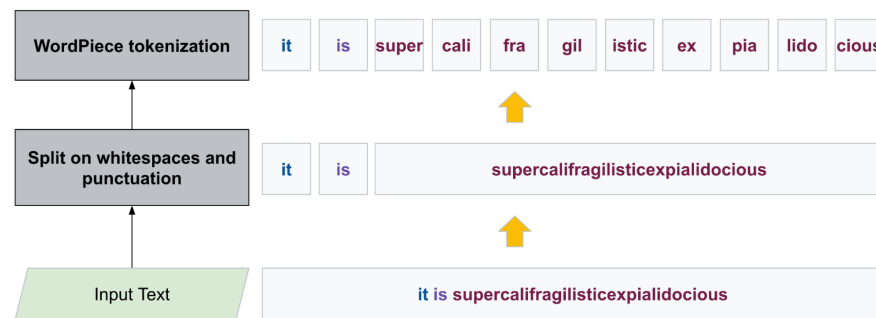 WordPiece tokenization
it is super cali fra gil istic ex pia lido cious
Split on whitespaces and
punctuation
it is supercalifragilisticexpialidocious
Input Text
it is supercalifragilisticexpialidocious